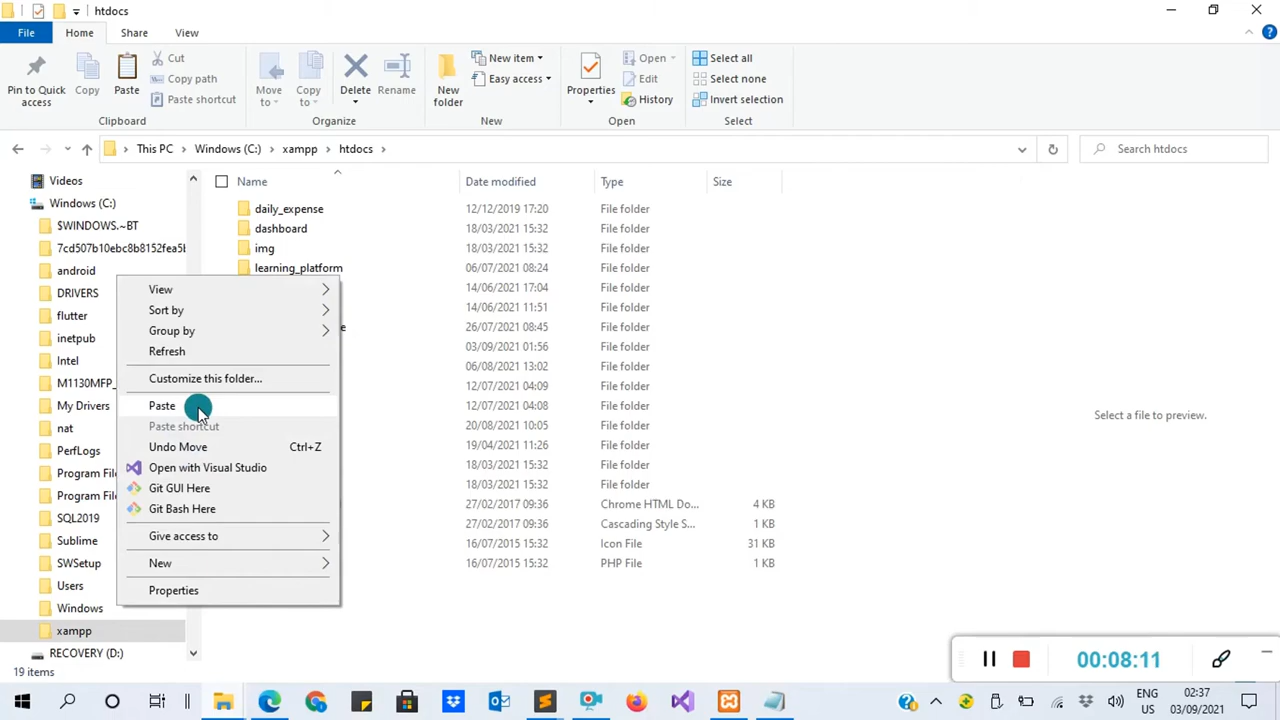 htdocs
File Home Share View
Pin to Quick access
Copy
Paste
Cut
Copy path
Paste shortcut
Clipboard
Move to
Copy to
Delete
Rename
Organize
New folder
New item
Easy access
New
Properties
Open
Edit
History
Open
Select all
Select none
Invert selection
Select
This PC > Windows (C:) > xampp > htdocs >
Search htdocs
Videos
Windows (C:)
$WINDOWS.~BT
7cd507b10ebc8b8152fea5b
android
DRIVERS
flutter
inetpub
Intel
M1130MFP_
My Drivers
nat
PerfLogs
Program Fil
Program File
SQL2019
Sublime
SWSetup
Users
Windows
xampp
RECOVERY (D:)
Name Date modified Type Size
daily_expense 12/12/2019 17:20 File folder
dashboard 18/03/2021 15:32 File folder
img 18/03/2021 15:32 File folder
learning_platform 06/07/2021 08:24 File folder
14/06/2021 17:04 File folder
14/06/2021 11:51 File folder
e 26/07/2021 08:45 File folder
03/09/2021 01:56 File folder
06/08/2021 13:02 File folder
12/07/2021 04:09 File folder
12/07/2021 04:08 File folder
20/08/2021 10:05 File folder
19/04/2021 11:26 File folder
18/03/2021 15:32 File folder
18/03/2021 15:32 File folder
27/02/2017 09:36 Chrome HTML Do... 4 KB
27/02/2017 09:36 Cascading Style S... 1 KB
16/07/2015 15:32 Icon File 31 KB
16/07/2015 15:32 PHP File 1 KB
View
Sort by
Group by
Refresh
Customize this folder...
Paste
Paste shortcut
Undo Move Ctrl+Z
Open with Visual Studio
Git GUI Here
Git Bash Here
Give access to
New
Properties
Select a file to preview.
19 items
00:08:11
ENG
US
02:37
03/09/2021